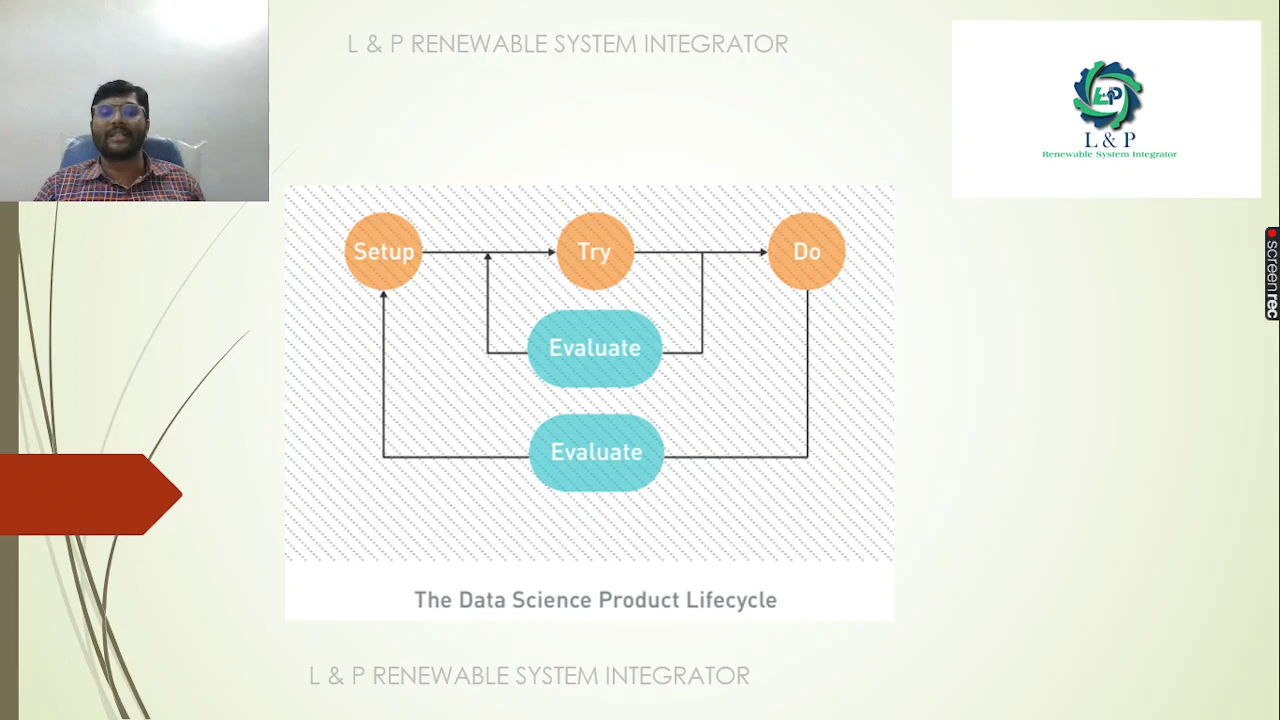 L & P RENEWABLE SYSTEM INTEGRATOR
L&P
L & P
Renewable System Integrator
Setup
Try
Do
Evaluate
Evaluate
The Data Science Product Lifecycle
L & P RENEWABLE SYSTEM INTEGRATOR
screenrec